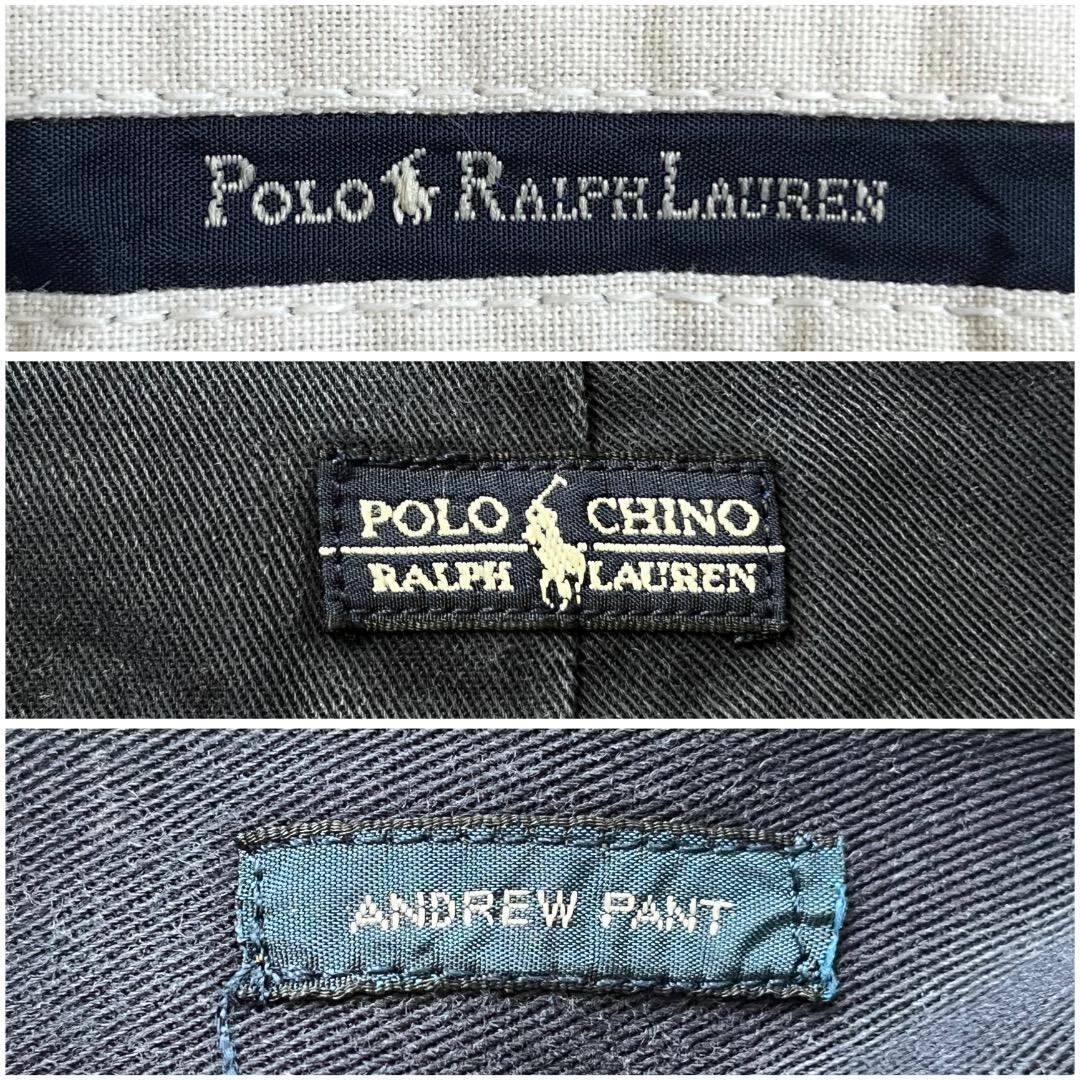 POLO RALPH LAUREN
POLO CHINO
RALPH LAUREN
ANDREW PANT